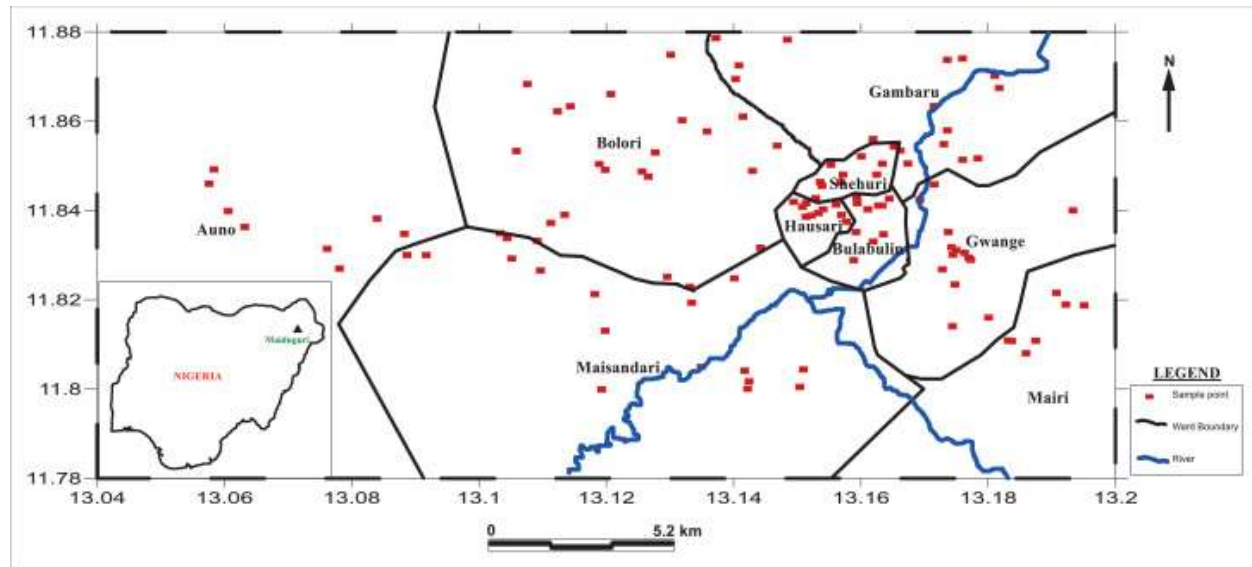 11.88
11.86
11.84
11.82
11.8
11.78
13.04
13.06
13.08
13.1
13.12
13.14
13.16
13.18
13.2
N
Gambaru
Bolori
Shehuri
Auno
Hausari
Bulabulin
Gwange
Maisandari
Mairi
Maiduguri
NIGERIA
LEGEND
Sample point
Ward Boundary
River
0 5.2 km